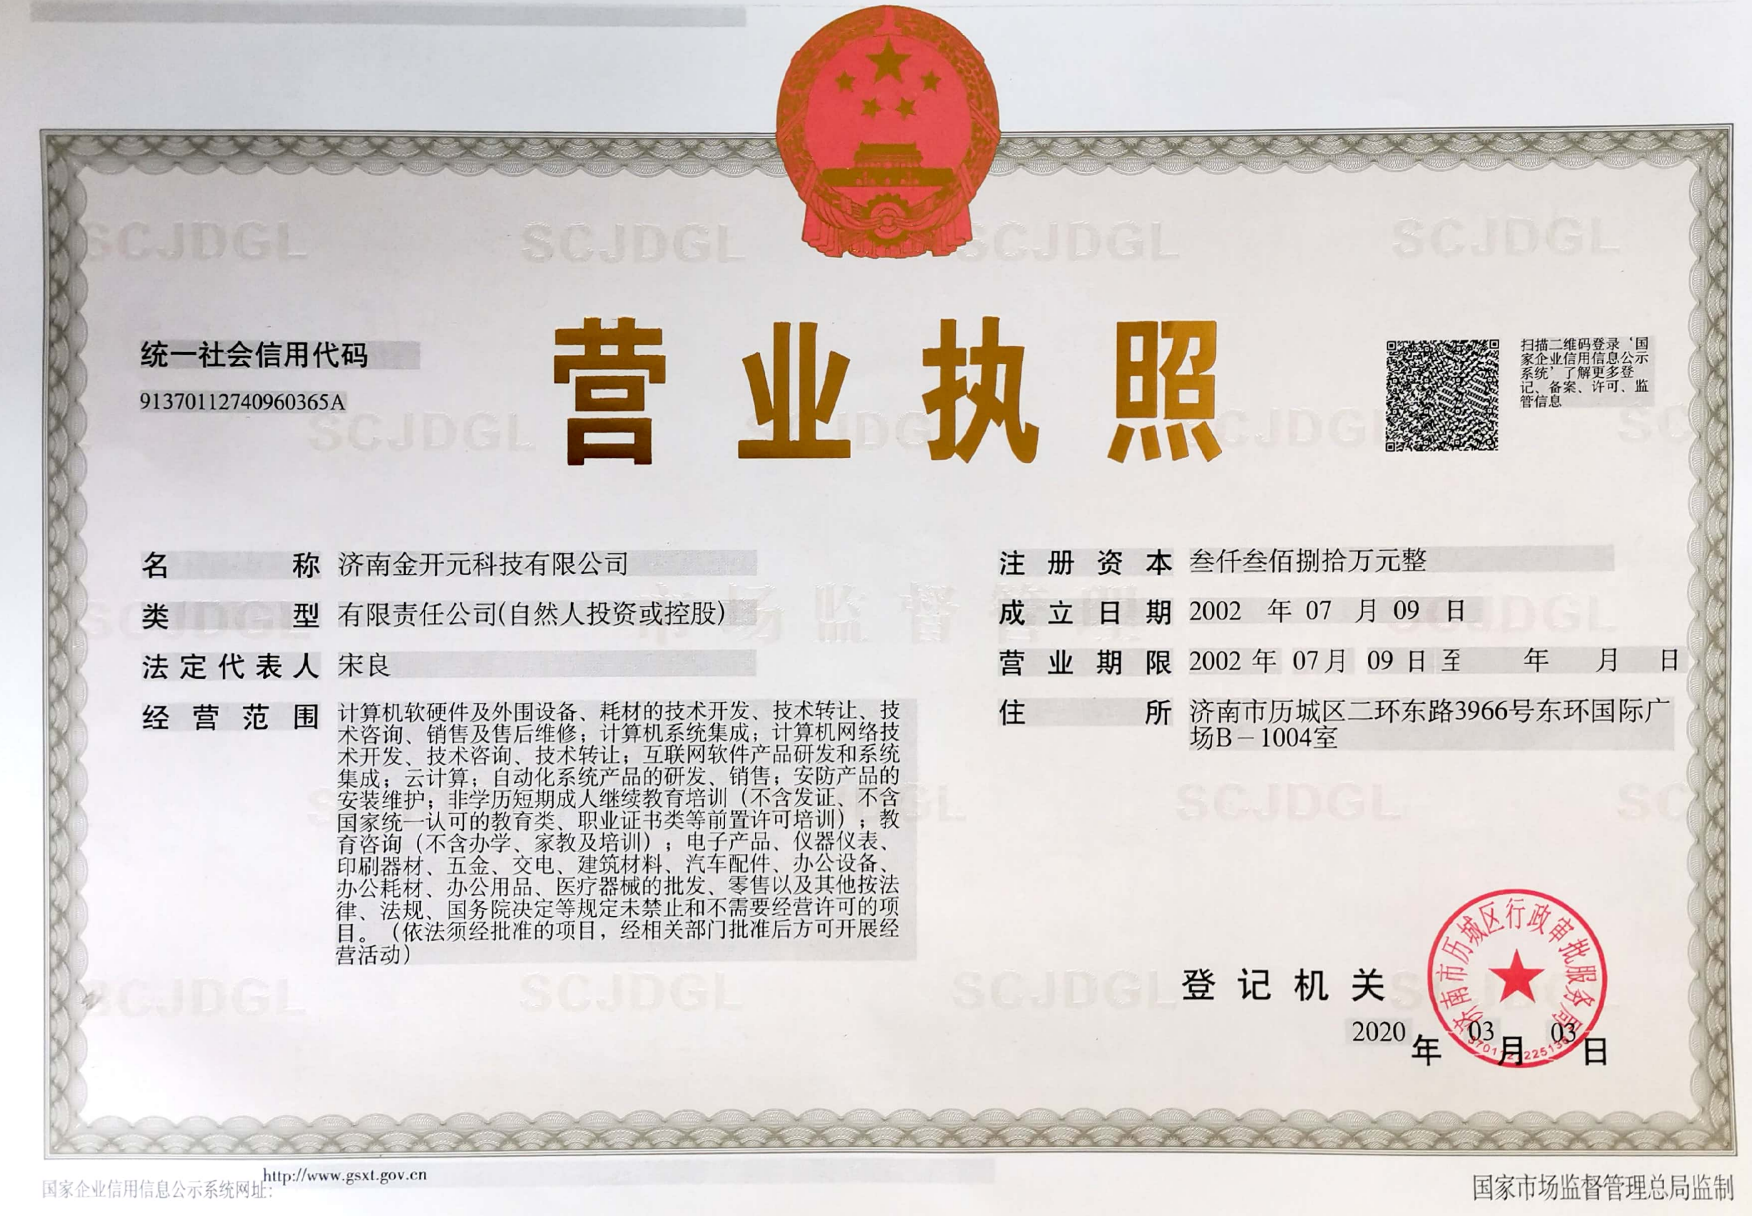 营业执照
统一社会信用代码
91370112740960365A
扫描二维码登录‘国
家企业信用信息公示
系统’了解更多登
记、备案、许可、监
管信息
名称 济南金开元科技有限公司
类型 有限责任公司(自然人投资或控股)
法定代表人 宋良
经营范围 计算机软硬件及外围设备、耗材的技术开发、技术转让、技
术咨询、销售及售后维修；计算机系统集成；计算机网络技
术开发、技术咨询、技术转让；互联网软件产品研发和系统
集成；云计算；自动化系统产品的研发、销售；安防产品的
安装维护；非学历短期成人继续教育培训（不含发证、不含
国家统一认可的教育类、职业证书类等前置许可培训）；教
育咨询（不含办学、家教及培训）；电子产品、仪器仪表、
印刷器材、五金、交电、建筑材料、汽车配件、办公设备、
办公耗材、办公用品、医疗器械的批发、零售以及其他按法
律、法规、国务院决定等规定未禁止和不需要经营许可的项
目。（依法须经批准的项目，经相关部门批准后方可开展经
营活动）
注册资本 叁仟叁佰捌拾万元整
成立日期 2002 年 07 月 09 日
营业期限 2002 年 07月 09 日 至 年 月 日
住所 济南市历城区二环东路3966号东环国际广
场B－1004室
登记机关
济南市历城区行政审批服务局
2020 年 03 月 03 日
国家企业信用信息公示系统网址:
http://www.gsxt.gov.cn
国家市场监督管理总局监制
SCJDGL
市场监督管理